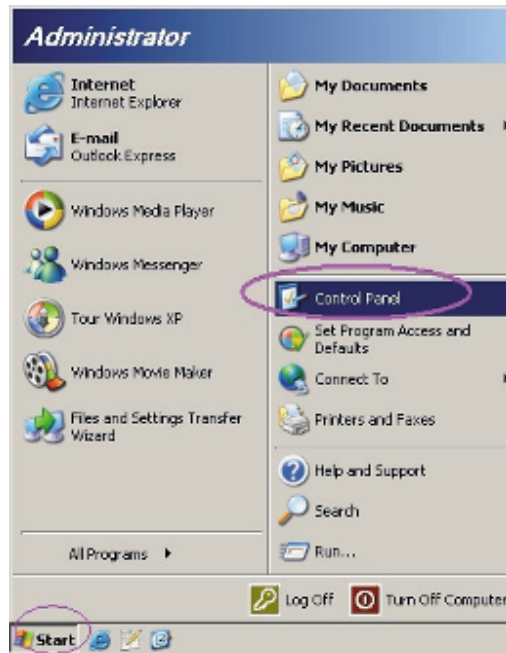 Administrator
Internet
Internet Explorer
E-mail
Outlook Express
Windows Media Player
Windows Messenger
Tour Windows XP
Windows Movie Maker
Files and Settings Transfer
Wizard
All Programs
My Documents
My Recent Documents
My Pictures
My Music
My Computer
Control Panel
Set Program Access and
Defaults
Connect To
Printers and Faxes
Help and Support
Search
Run...
Log Off
Turn Off Computer
Start